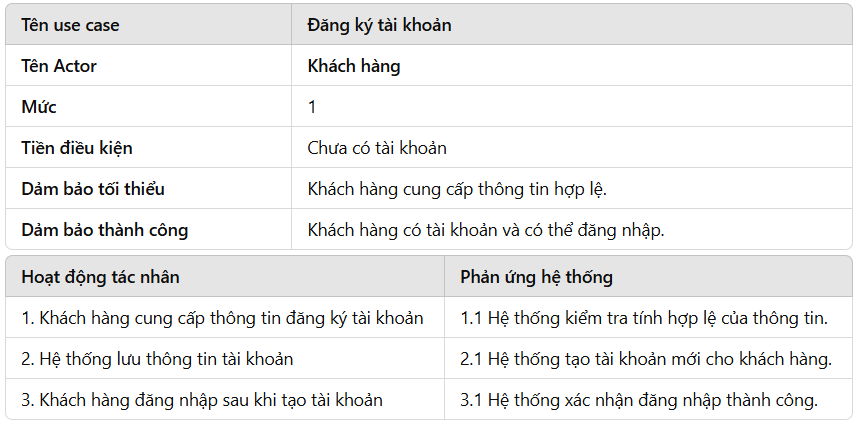 Tên use case Đăng ký tài khoản
Tên Actor Khách hàng
Mức 1
Tiền điều kiện Chưa có tài khoản
Dảm bảo tối thiểu Khách hàng cung cấp thông tin hợp lệ.
Dảm bảo thành công Khách hàng có tài khoản và có thể đăng nhập.
Hoạt động tác nhân Phản ứng hệ thống
1. Khách hàng cung cấp thông tin đăng ký tài khoản 1.1 Hệ thống kiểm tra tính hợp lệ của thông tin.
2. Hệ thống lưu thông tin tài khoản 2.1 Hệ thống tạo tài khoản mới cho khách hàng.
3. Khách hàng đăng nhập sau khi tạo tài khoản 3.1 Hệ thống xác nhận đăng nhập thành công.